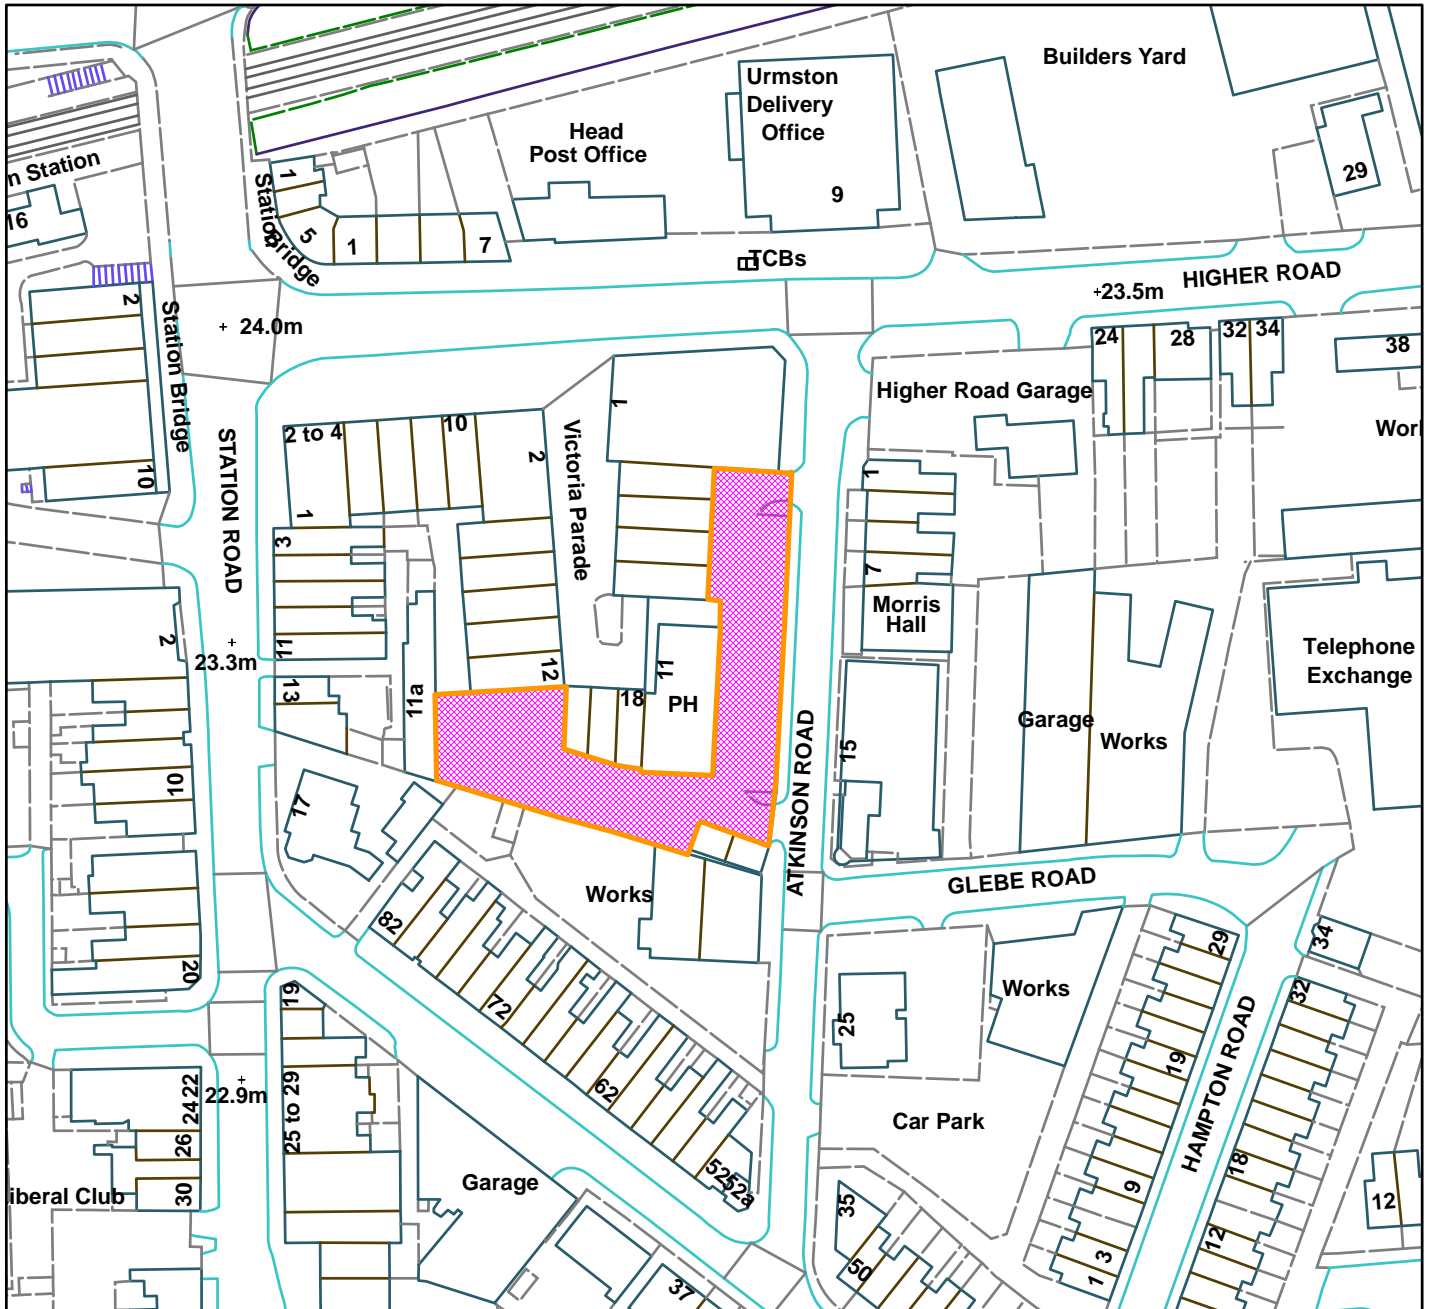 Builders Yard
Urmston
Delivery
Office
9
Head
Post Office
29
n Station
16
1
5
1
7
Station
Bridge
TCBs
HIGHER ROAD
23.5m
2
Station Bridge
10
24.0m
24
28
32
34
38
Higher Road Garage
Worl
2 to 4
10
1
2
Victoria Parade
1
STATION ROAD
3
11
1
7
Morris
Hall
2
23.3m
13
11a
12
18
11
PH
Telephone
Exchange
Garage
Works
15
ATKINSON ROAD
10
17
GLEBE ROAD
Works
82
72
62
52
52a
20
19
25
Works
29
34
32
19
HAMPTON ROAD
22
24
22.9m
25 to 29
26
30
iberal Club
Garage
Car Park
9
18
3
1
12
12
35
50
37